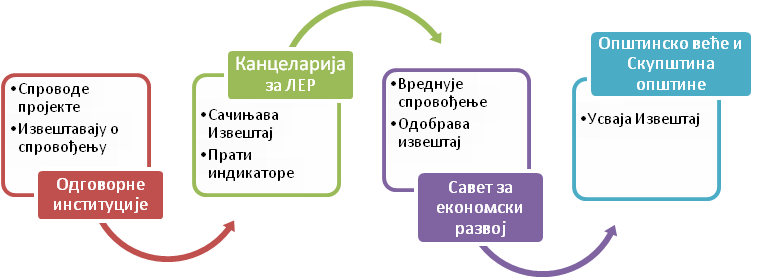 •Спроводе
пројекте
•Извештавају о
спровођењу
Одговорне
институције
Канцеларија
за ЛЕР
•Сачињава
Извештај
•Прати
индикаторе
•Вреднује
спровођење
•Одобрава
извештај
Савет за
економски
развој
Општинско веће и
Скупштина
општине
•Усваја Извештај